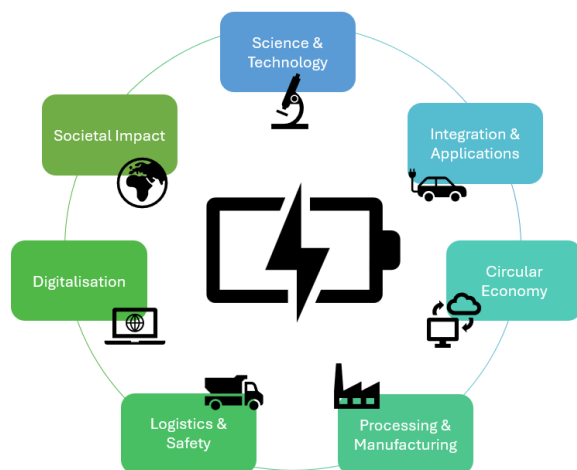 Science &
Technology
Integration &
Applications
Circular
Economy
Processing &
Manufacturing
Logistics &
Safety
Digitalisation
Societal Impact